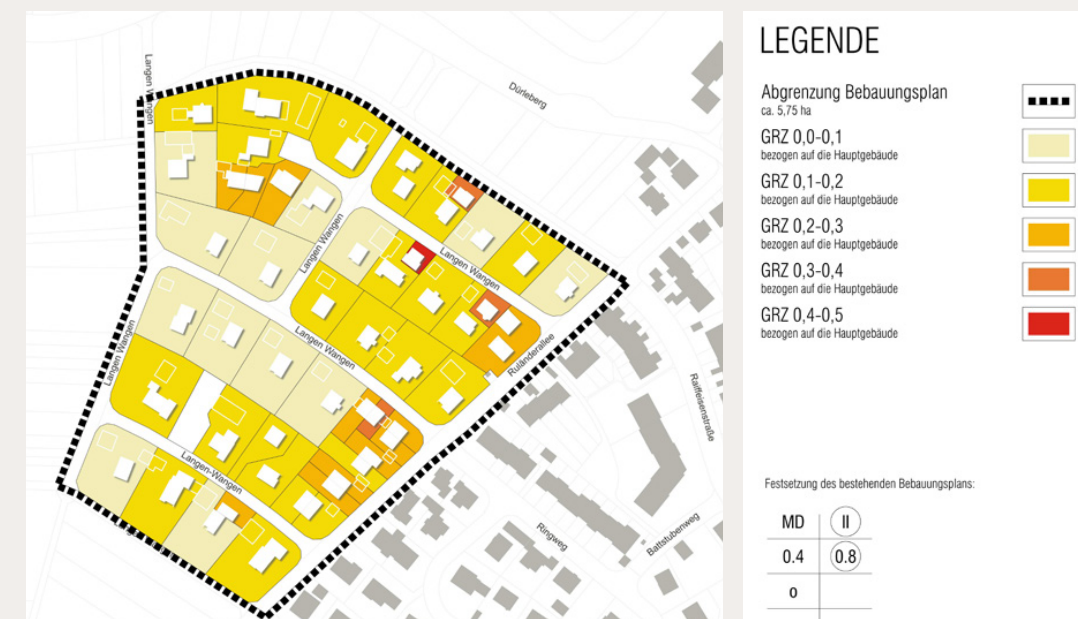 Langen Wangen
Dürleberg
Langen Wangen
Langen Wangen
Langen Wangen
Langen Wangen
Ruländerallee
Raiffeisenstraße
Langen-Wangen
Ringweg
Battstubenweg
LEGENDE
Abgrenzung Bebauungsplan
ca. 5,75 ha
GRZ 0,0-0,1
bezogen auf die Hauptgebäude
GRZ 0,1-0,2
bezogen auf die Hauptgebäude
GRZ 0,2-0,3
bezogen auf die Hauptgebäude
GRZ 0,3-0,4
bezogen auf die Hauptgebäude
GRZ 0,4-0,5
bezogen auf die Hauptgebäude
Festsetzung des bestehenden Bebauungsplans:
MD II
0.4 0.8
o